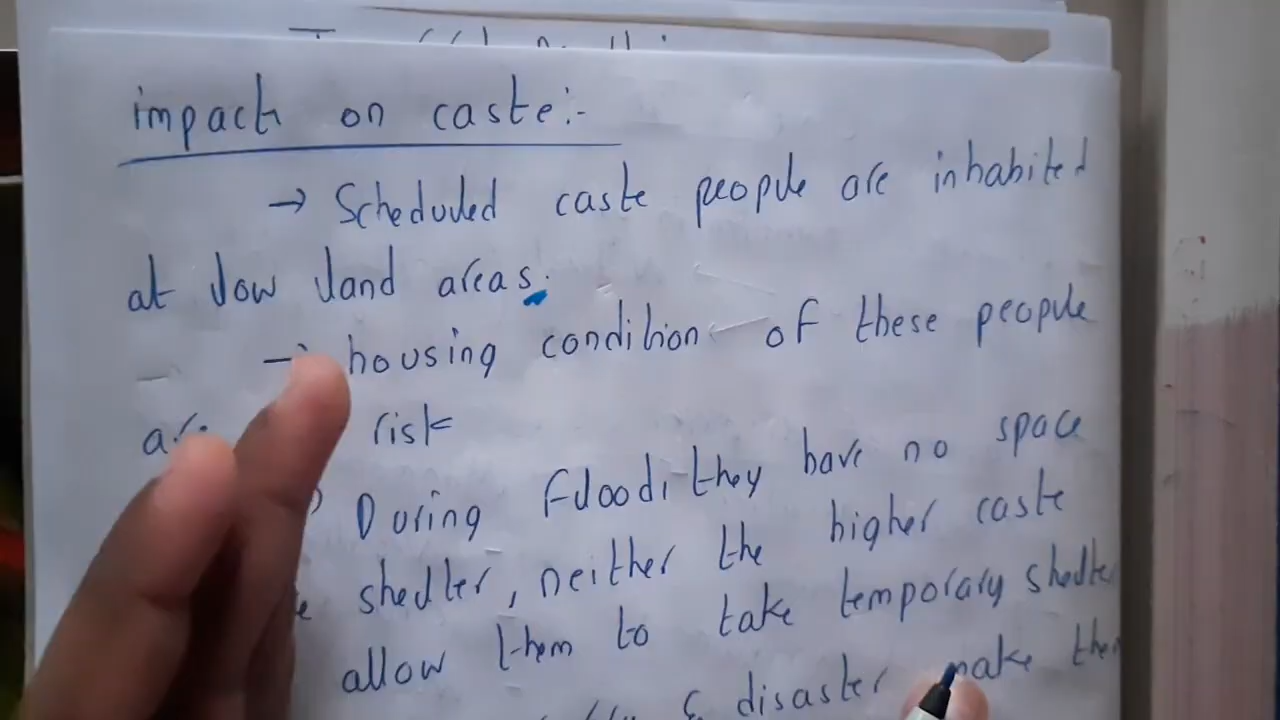 impact on caste:-
→ Scheduled caste people are inhabited
at low land areas.
→ housing condition of these people
risk
During flood, they have no space
shelter, neither the higher caste
allow them to take temporary shelter
& disaster make them